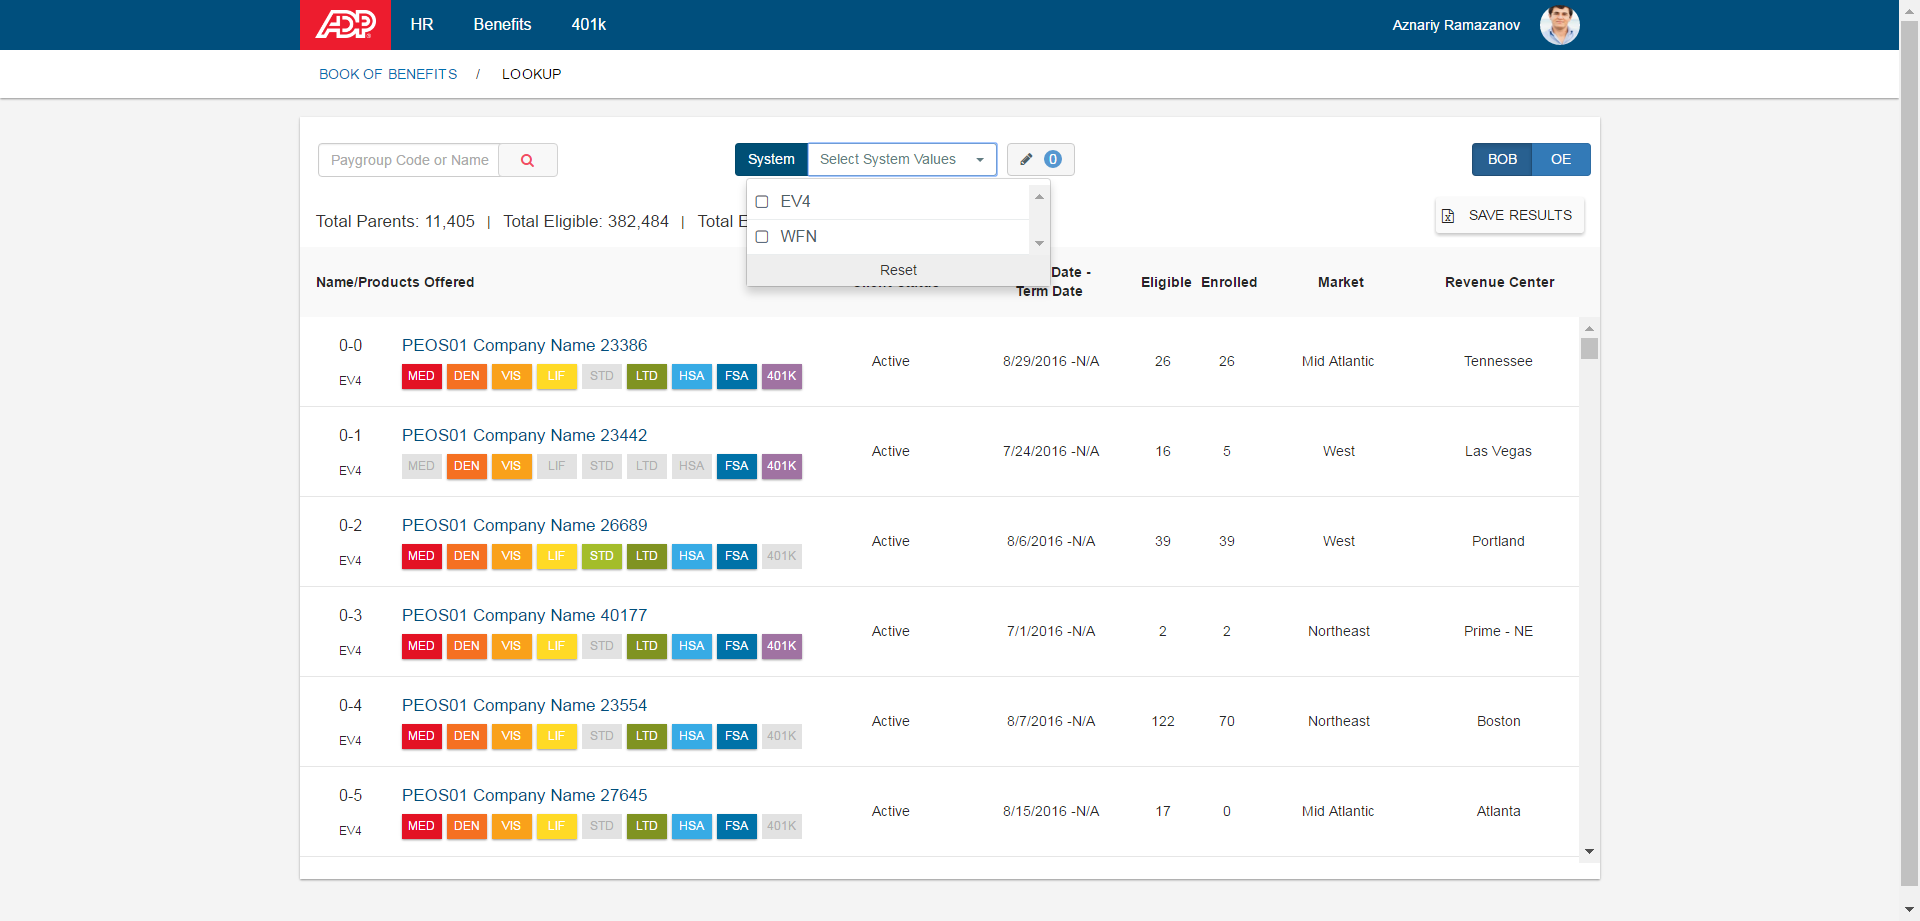 ADP HR Benefits 401k Aznariy Ramazanov
BOOK OF BENEFITS / LOOKUP
Paygroup Code or Name System Select System Values 0 BOB OE
EV4
WFN
Reset
Total Parents: 11,405 | Total Eligible: 382,484 | Total E
SAVE RESULTS
Name/Products Offered Date - Term Date Eligible Enrolled Market Revenue Center
0-0 PEOS01 Company Name 23386 Active 8/29/2016 -N/A 26 26 Mid Atlantic Tennessee
EV4 MED DEN VIS LIF STD LTD HSA FSA 401K
0-1 PEOS01 Company Name 23442 Active 7/24/2016 -N/A 16 5 West Las Vegas
EV4 MED DEN VIS LIF STD LTD HSA FSA 401K
0-2 PEOS01 Company Name 26689 Active 8/6/2016 -N/A 39 39 West Portland
EV4 MED DEN VIS LIF STD LTD HSA FSA 401K
0-3 PEOS01 Company Name 40177 Active 7/1/2016 -N/A 2 2 Northeast Prime - NE
EV4 MED DEN VIS LIF STD LTD HSA FSA 401K
0-4 PEOS01 Company Name 23554 Active 8/7/2016 -N/A 122 70 Northeast Boston
EV4 MED DEN VIS LIF STD LTD HSA FSA 401K
0-5 PEOS01 Company Name 27645 Active 8/15/2016 -N/A 17 0 Mid Atlantic Atlanta
EV4 MED DEN VIS LIF STD LTD HSA FSA 401K